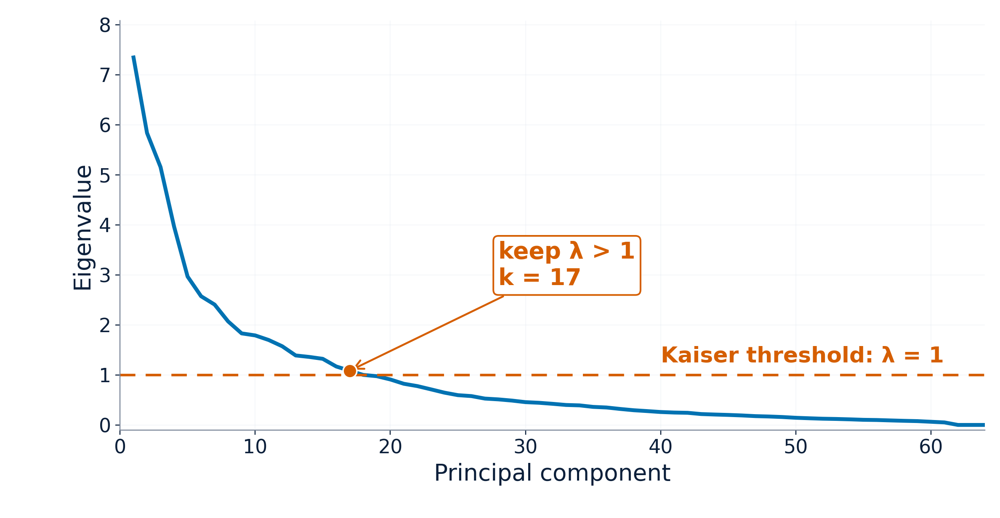 8
7
6
5
4
3
2
1
0
Eigenvalue
keep λ > 1
k = 17
Kaiser threshold: λ = 1
0 10 20 30 40 50 60
Principal component